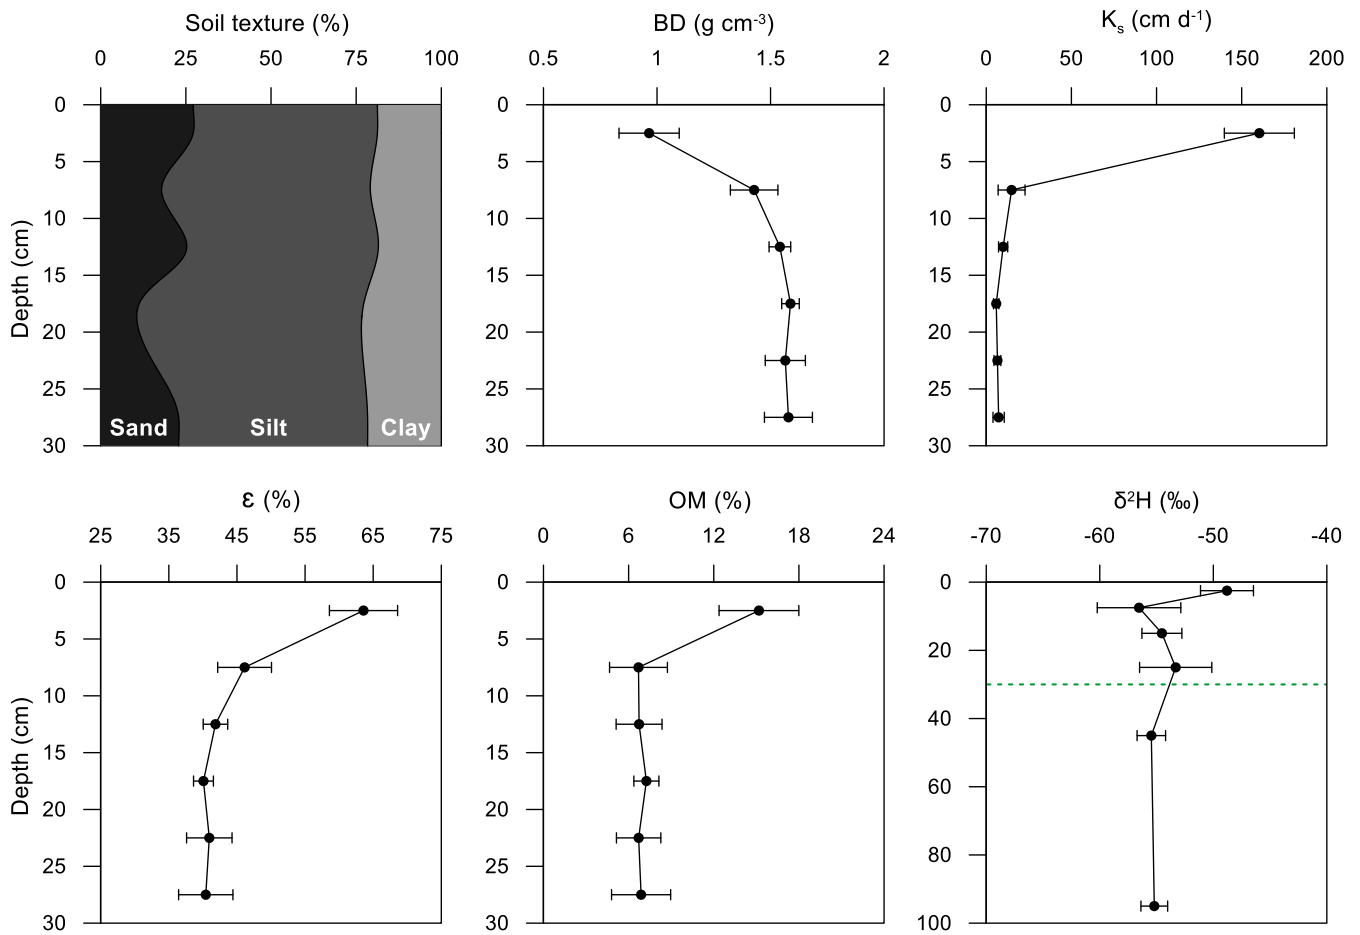 Soil texture (%)
0 25 50 75 100
0
5
10
15
20
25
30
Depth (cm)
Sand Silt Clay
BD (g cm⁻³)
0.5 1 1.5 2
0
5
10
15
20
25
30
Kₛ (cm d⁻¹)
0 50 100 150 200
0
5
10
15
20
25
30
ε (%)
25 35 45 55 65 75
0
5
10
15
20
25
30
Depth (cm)
OM (%)
0 6 12 18 24
0
5
10
15
20
25
30
δ²H (‰)
-70 -60 -50 -40
0
20
40
60
80
100